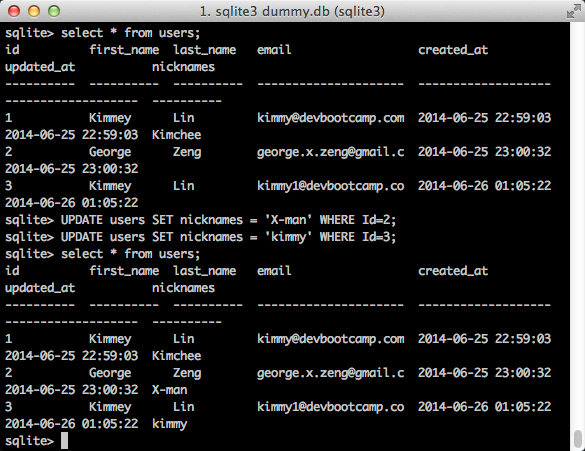 1. sqlite3 dummy.db (sqlite3)
sqlite> select * from users;
id          first_name  last_name   email                  created_at
updated_at           nicknames
----------  ----------  ----------  ---------------------  -------------------
-------------------  ----------
1           Kimmey      Lin         kimmy@devbootcamp.com  2014-06-25 22:59:03
2014-06-25 22:59:03  Kimchee
2           George      Zeng        george.x.zeng@gmail.c  2014-06-25 23:00:32
2014-06-25 23:00:32
3           Kimmey      Lin         kimmy1@devbootcamp.co  2014-06-26 01:05:22
2014-06-26 01:05:22
sqlite> UPDATE users SET nicknames = 'X-man' WHERE Id=2;
sqlite> UPDATE users SET nicknames = 'kimmy' WHERE Id=3;
sqlite> select * from users;
id          first_name  last_name   email                  created_at
updated_at           nicknames
----------  ----------  ----------  ---------------------  -------------------
-------------------  ----------
1           Kimmey      Lin         kimmy@devbootcamp.com  2014-06-25 22:59:03
2014-06-25 22:59:03  Kimchee
2           George      Zeng        george.x.zeng@gmail.c  2014-06-25 23:00:32
2014-06-25 23:00:32  X-man
3           Kimmey      Lin         kimmy1@devbootcamp.co  2014-06-26 01:05:22
2014-06-26 01:05:22  kimmy
sqlite>